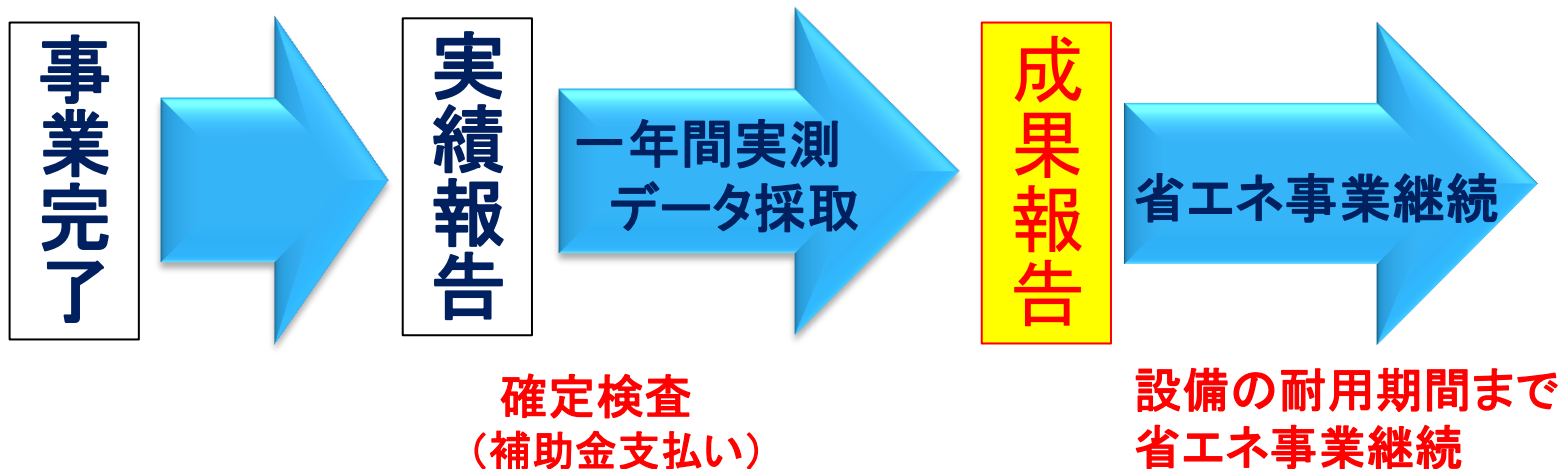 事業完了
実績報告
一年間実測
データ採取
成果報告
省エネ事業継続
確定検査
（補助金支払い）
設備の耐用期間まで
省エネ事業継続